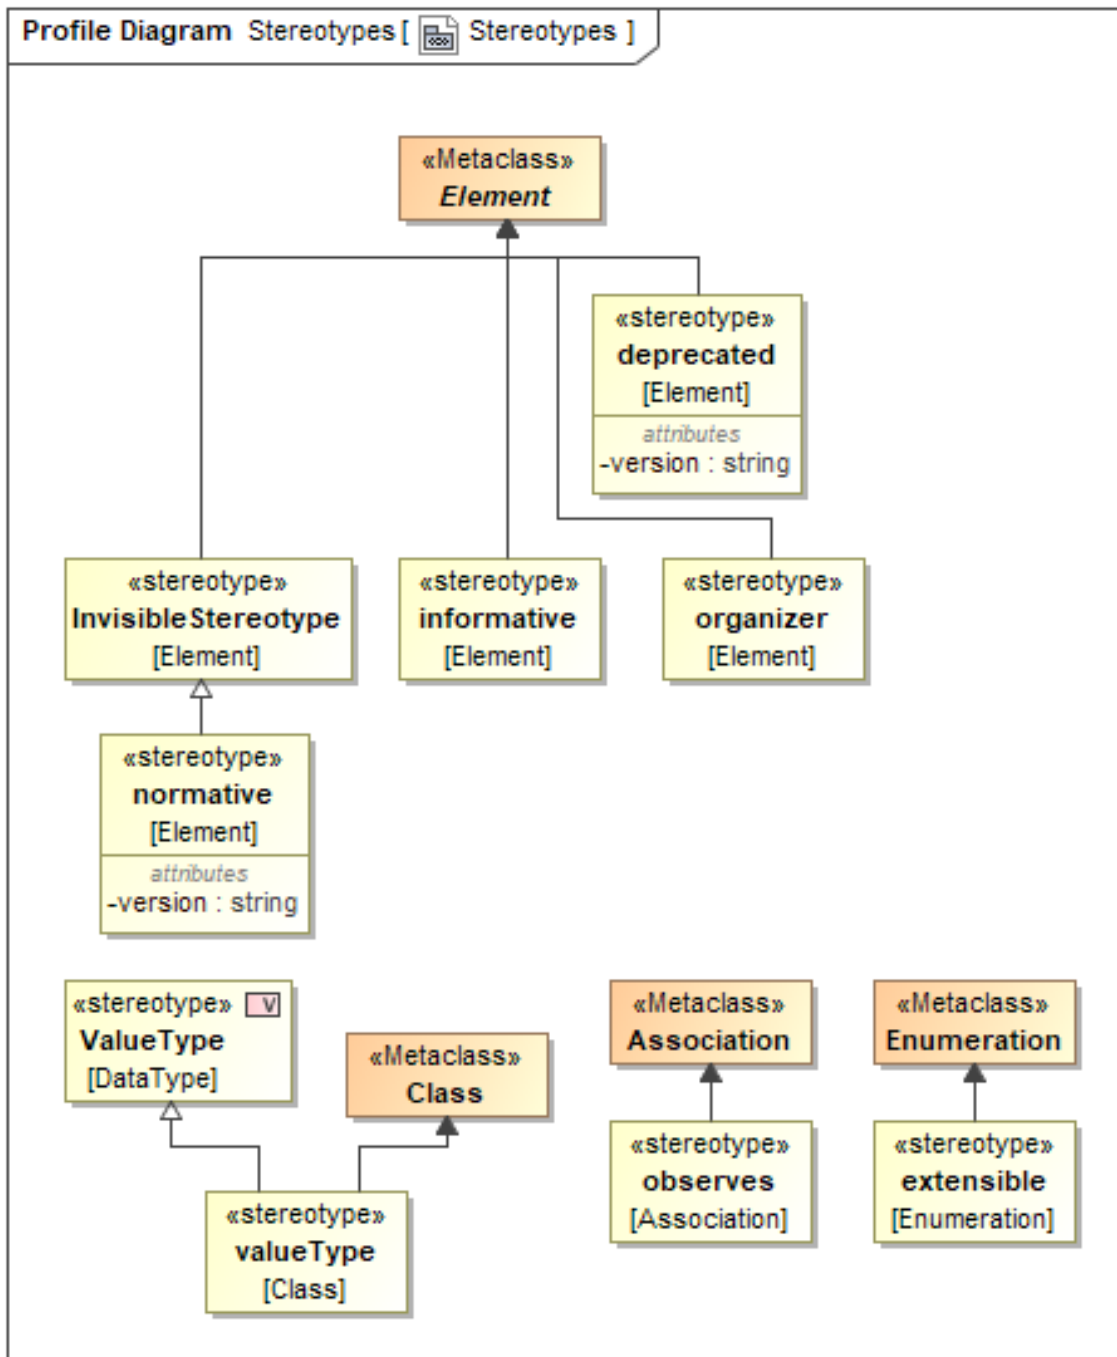 Profile Diagram Stereotypes [ Stereotypes ]
«Metaclass»
Element
«stereotype»
deprecated
[Element]
attributes
-version : string
«stereotype»
InvisibleStereotype
[Element]
«stereotype»
informative
[Element]
«stereotype»
organizer
[Element]
«stereotype»
normative
[Element]
attributes
-version : string
«stereotype» V
ValueType
[DataType]
«Metaclass»
Class
«Metaclass»
Association
«Metaclass»
Enumeration
«stereotype»
valueType
[Class]
«stereotype»
observes
[Association]
«stereotype»
extensible
[Enumeration]